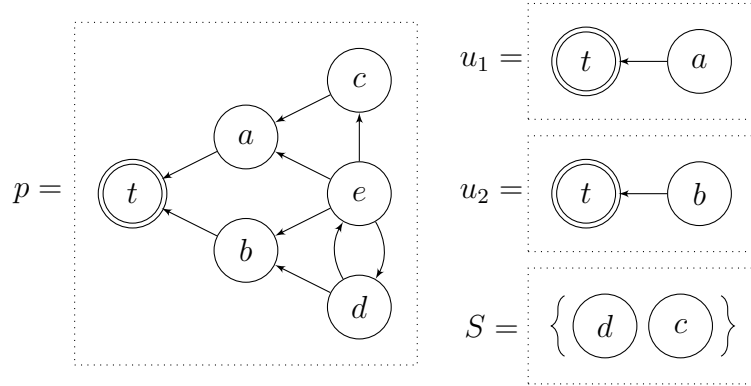 p =
t
a
b
c
e
d
u₁ =
t
a
u₂ =
t
b
S =
{ d c }